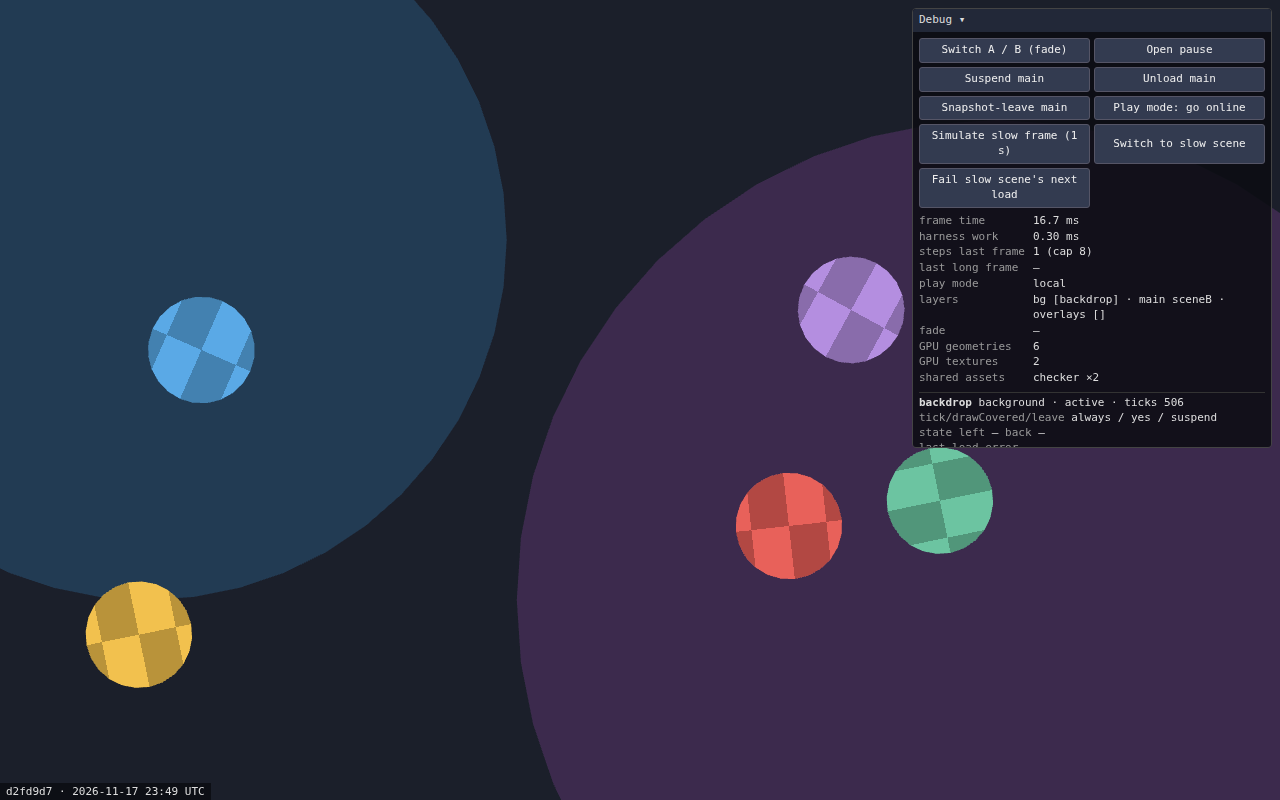 Debug ▾
Switch A / B (fade)
Open pause
Suspend main
Unload main
Snapshot-leave main
Play mode: go online
Simulate slow frame (1
s)
Switch to slow scene
Fail slow scene's next
load
frame time 16.7 ms
harness work 0.30 ms
steps last frame 1 (cap 8)
last long frame —
play mode local
layers bg [backdrop] · main sceneB ·
overlays []
fade —
GPU geometries 6
GPU textures 2
shared assets checker ×2
backdrop background · active · ticks 506
tick/drawCovered/leave always / yes / suspend
state left — back —
last load error
d2fd9d7 · 2026-11-17 23:49 UTC